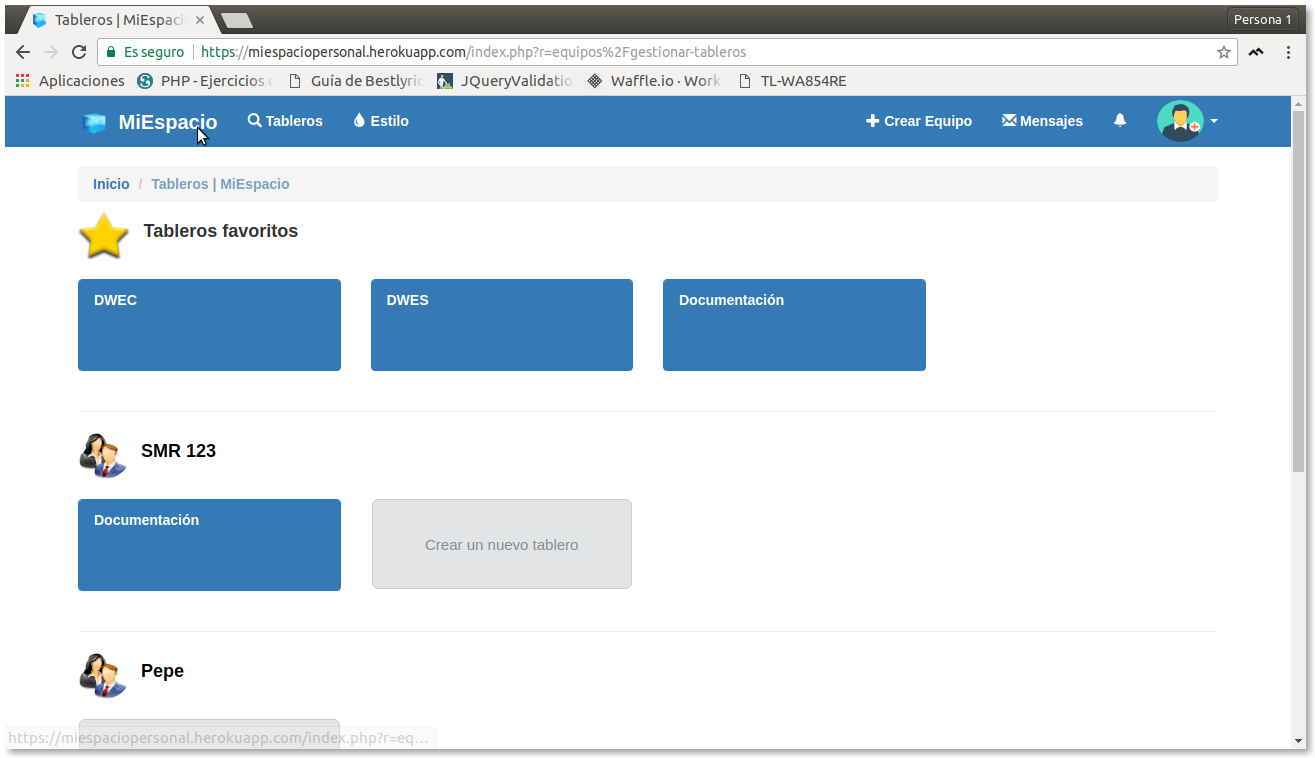 Tableros | MiEspacio
Persona 1
Es seguro https://miespaciopersonal.herokuapp.com/index.php?r=equipos%2Fgestionar-tableros
Aplicaciones PHP - Ejercicios Guía de Bestlyric JQueryValidatio Waffle.io · Work TL-WA854RE
MiEspacio Tableros Estilo Crear Equipo Mensajes
Inicio / Tableros | MiEspacio
Tableros favoritos
DWEC DWES Documentación
SMR 123
Documentación
Crear un nuevo tablero
Pepe
https://miespaciopersonal.herokuapp.com/index.php?r=eq...